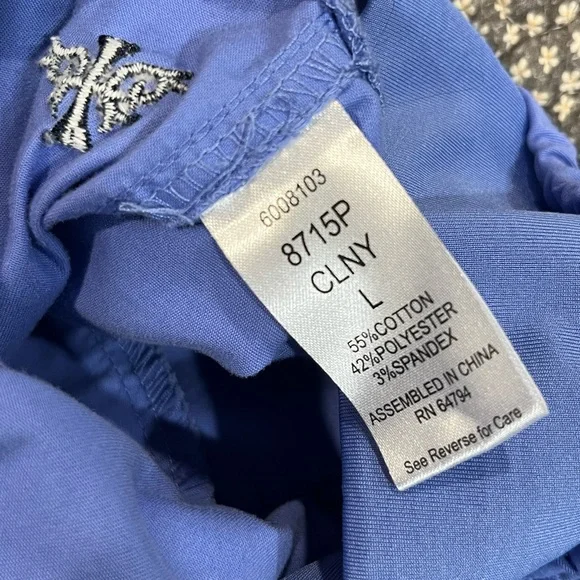 6008103
8715P
CLNY
L
55%COTTON
42%POLYESTER
3%SPANDEX
ASSEMBLED IN CHINA
RN 64794
See Reverse for Care